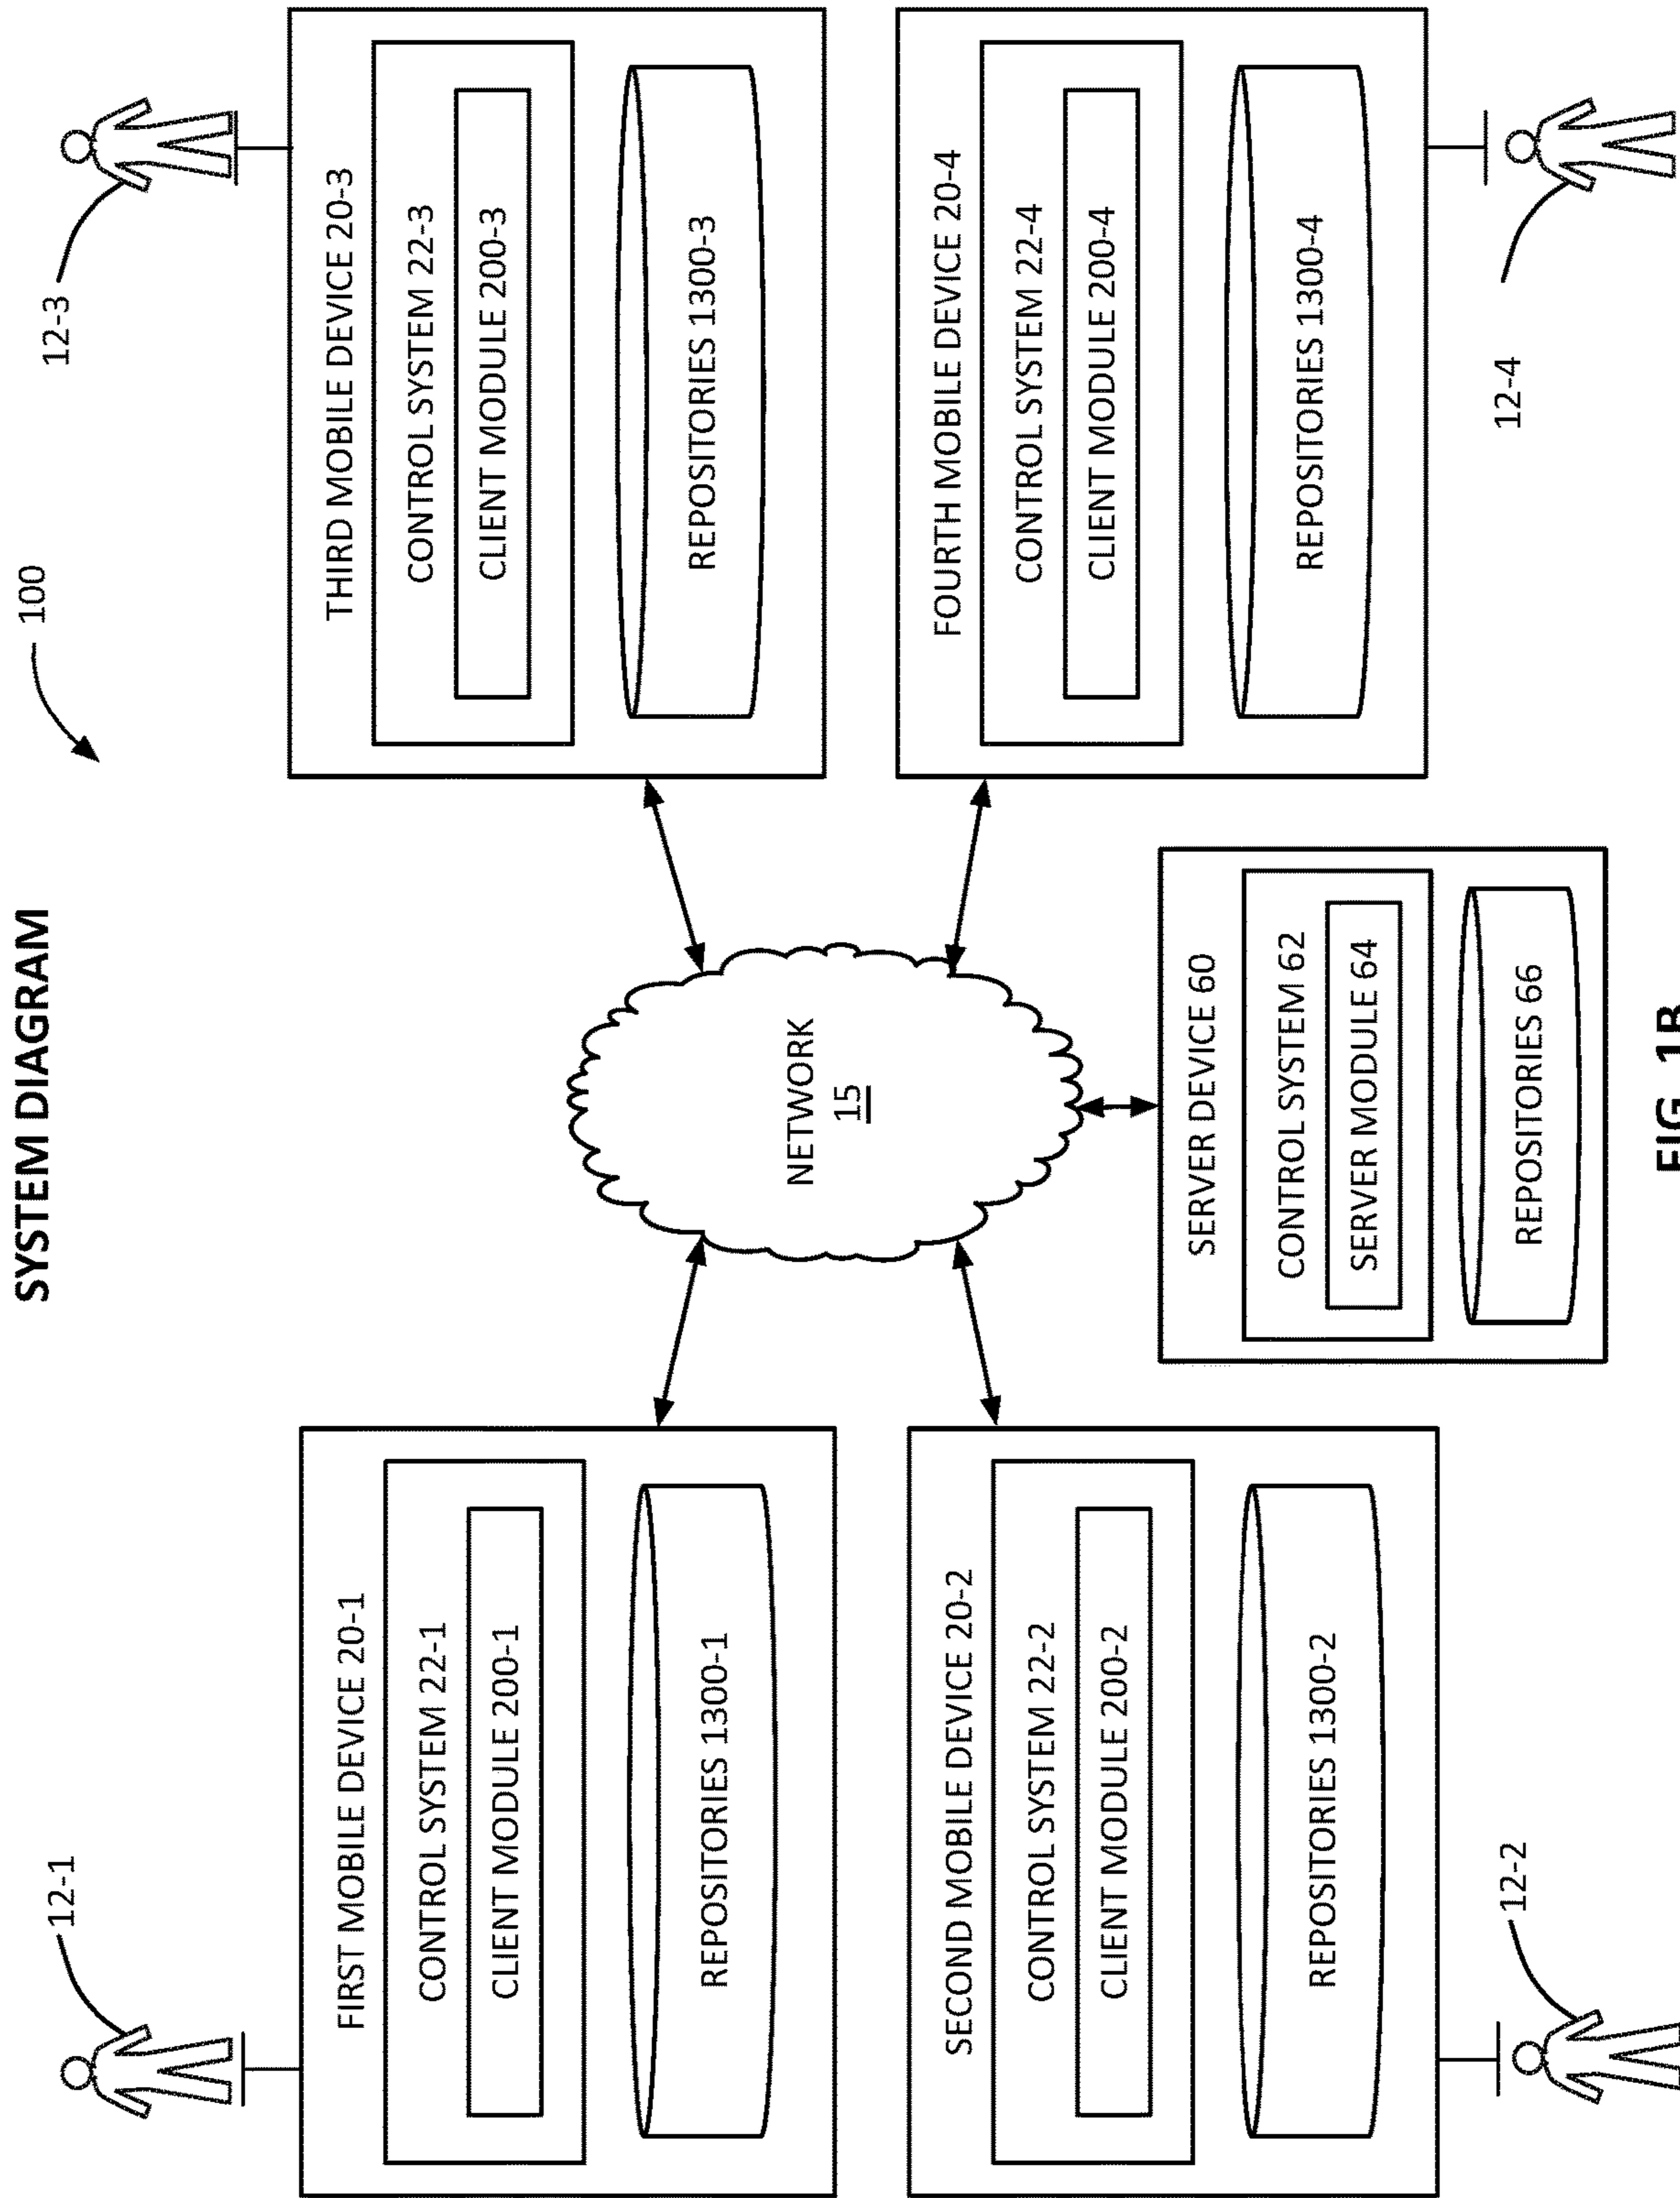 SYSTEM DIAGRAM
100
12-1
FIRST MOBILE DEVICE 20-1
CONTROL SYSTEM 22-1
CLIENT MODULE 200-1
REPOSITORIES 1300-1
12-3
THIRD MOBILE DEVICE 20-3
CONTROL SYSTEM 22-3
CLIENT MODULE 200-3
REPOSITORIES 1300-3
NETWORK
15
SECOND MOBILE DEVICE 20-2
CONTROL SYSTEM 22-2
CLIENT MODULE 200-2
REPOSITORIES 1300-2
12-2
SERVER DEVICE 60
CONTROL SYSTEM 62
SERVER MODULE 64
REPOSITORIES 66
FOURTH MOBILE DEVICE 20-4
CONTROL SYSTEM 22-4
CLIENT MODULE 200-4
REPOSITORIES 1300-4
12-4
FIG. 1B